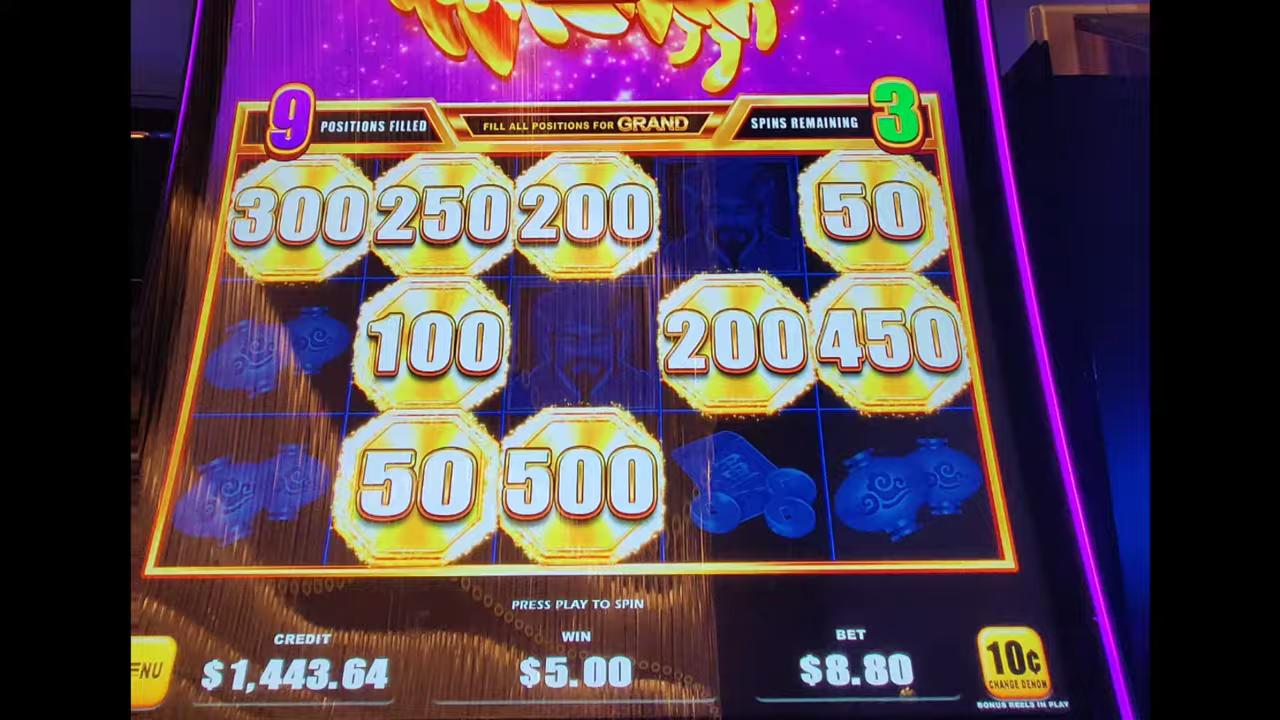 9 POSITIONS FILLED
FILL ALL POSITIONS FOR GRAND
SPINS REMAINING 3
300 250 200 50
100 200 450
50 500
PRESS PLAY TO SPIN
CREDIT WIN BET
$1,443.64 $5.00 $8.80
ENU
10¢
CHANGE DENOM
BONUS REELS IN PLAY